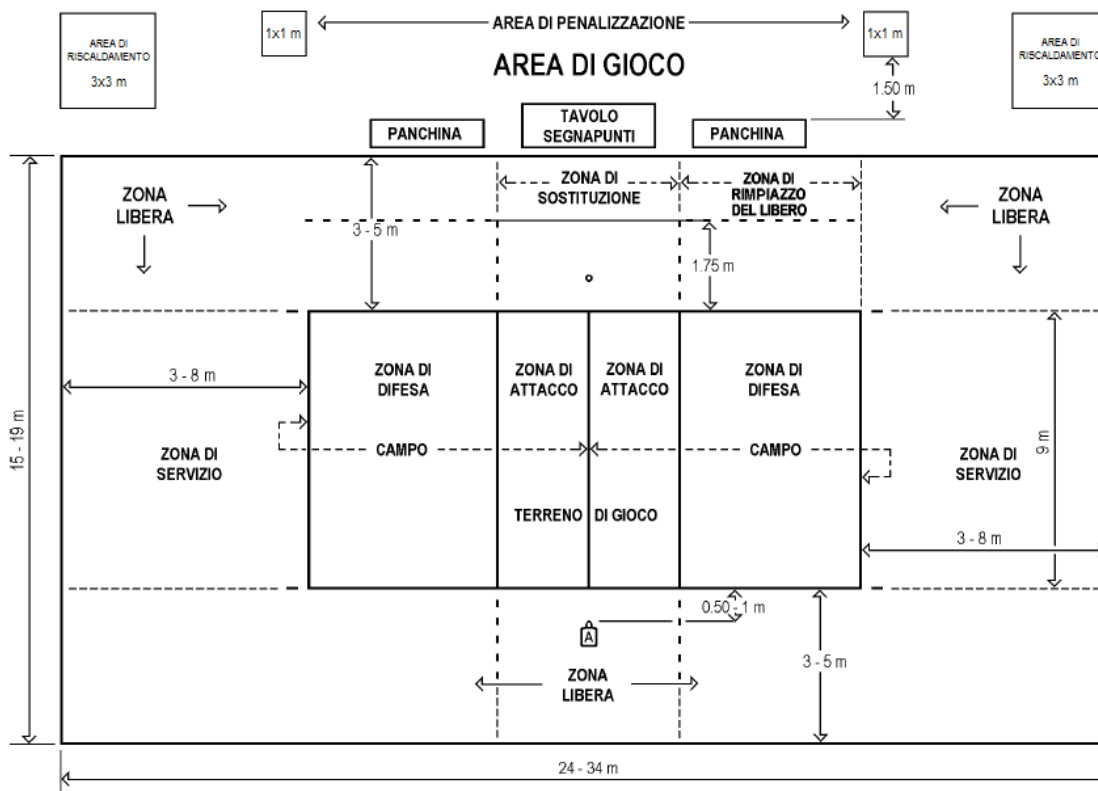 AREA DI PENALIZZAZIONE
1x1 m
1x1 m
AREA DI
RISCALDAMENTO
3x3 m
AREA DI
RISCALDAMENTO
3x3 m
AREA DI GIOCO
1.50 m
PANCHINA
TAVOLO
SEGNAPUNTI
PANCHINA
ZONA
LIBERA
ZONA DI
SOSTITUZIONE
ZONA DI
RIMPIAZZO
DEL LIBERO
ZONA
LIBERA
3 - 5 m
1.75 m
ZONA DI
DIFESA
ZONA DI
ATTACCO
ZONA DI
ATTACCO
ZONA DI
DIFESA
3 - 8 m
15 - 19 m
ZONA DI
SERVIZIO
CAMPO
CAMPO
9 m
ZONA DI
SERVIZIO
TERRENO DI GIOCO
3 - 8 m
0.50 - 1 m
A
3 - 5 m
ZONA
LIBERA
24 - 34 m